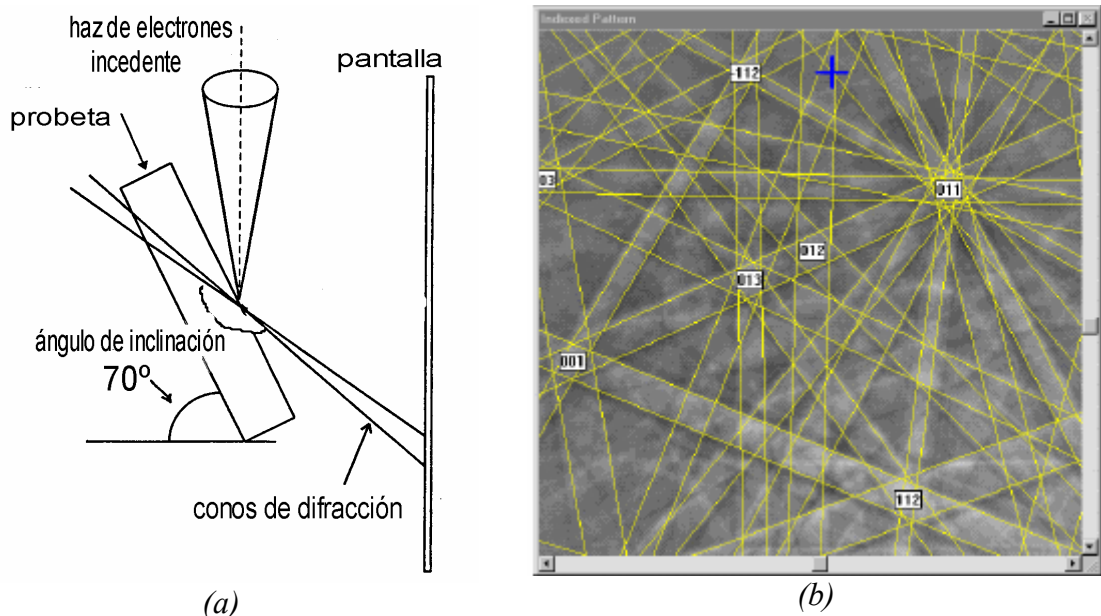 haz de electrones
incedente
pantalla
probeta
ángulo de inclinación
70º
conos de difracción
(a)
Indexed Pattern
-112
03
011
012
013
001
112
(b)